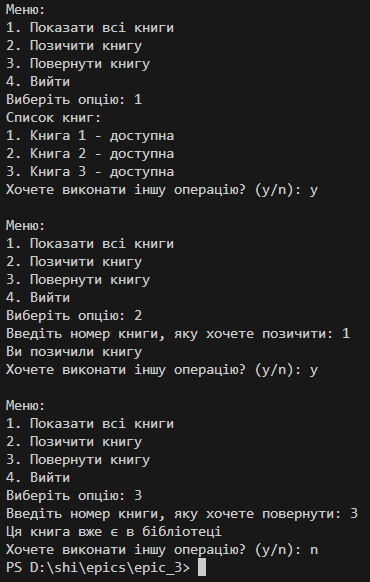 Меню:
1. Показати всі книги
2. Позичити книгу
3. Повернути книгу
4. Вийти
Виберіть опцію: 1
Список книг:
1. Книга 1 - доступна
2. Книга 2 - доступна
3. Книга 3 - доступна
Хочете виконати іншу операцію? (y/n): y

Меню:
1. Показати всі книги
2. Позичити книгу
3. Повернути книгу
4. Вийти
Виберіть опцію: 2
Введіть номер книги, яку хочете позичити: 1
Ви позичили книгу
Хочете виконати іншу операцію? (y/n): y

Меню:
1. Показати всі книги
2. Позичити книгу
3. Повернути книгу
4. Вийти
Виберіть опцію: 3
Введіть номер книги, яку хочете повернути: 3
Ця книга вже є в бібліотеці
Хочете виконати іншу операцію? (y/n): n
PS D:\shi\epics\epic_3>